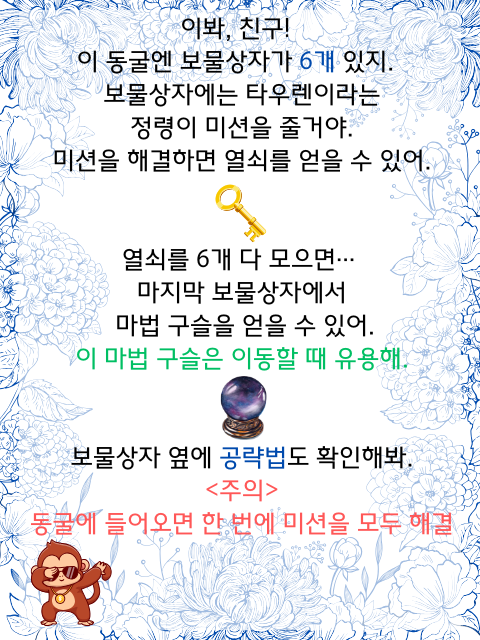 이봐, 친구!
이 동굴엔 보물상자가 6개 있지.
보물상자에는 타우렌이라는
정령이 미션을 줄거야.
미션을 해결하면 열쇠를 얻을 수 있어.
열쇠를 6개 다 모으면…
마지막 보물상자에서
마법 구슬을 얻을 수 있어.
이 마법 구슬은 이동할 때 유용해.
보물상자 옆에 공략법도 확인해봐.
<주의>
동굴에 들어오면 한 번에 미션을 모두 해결